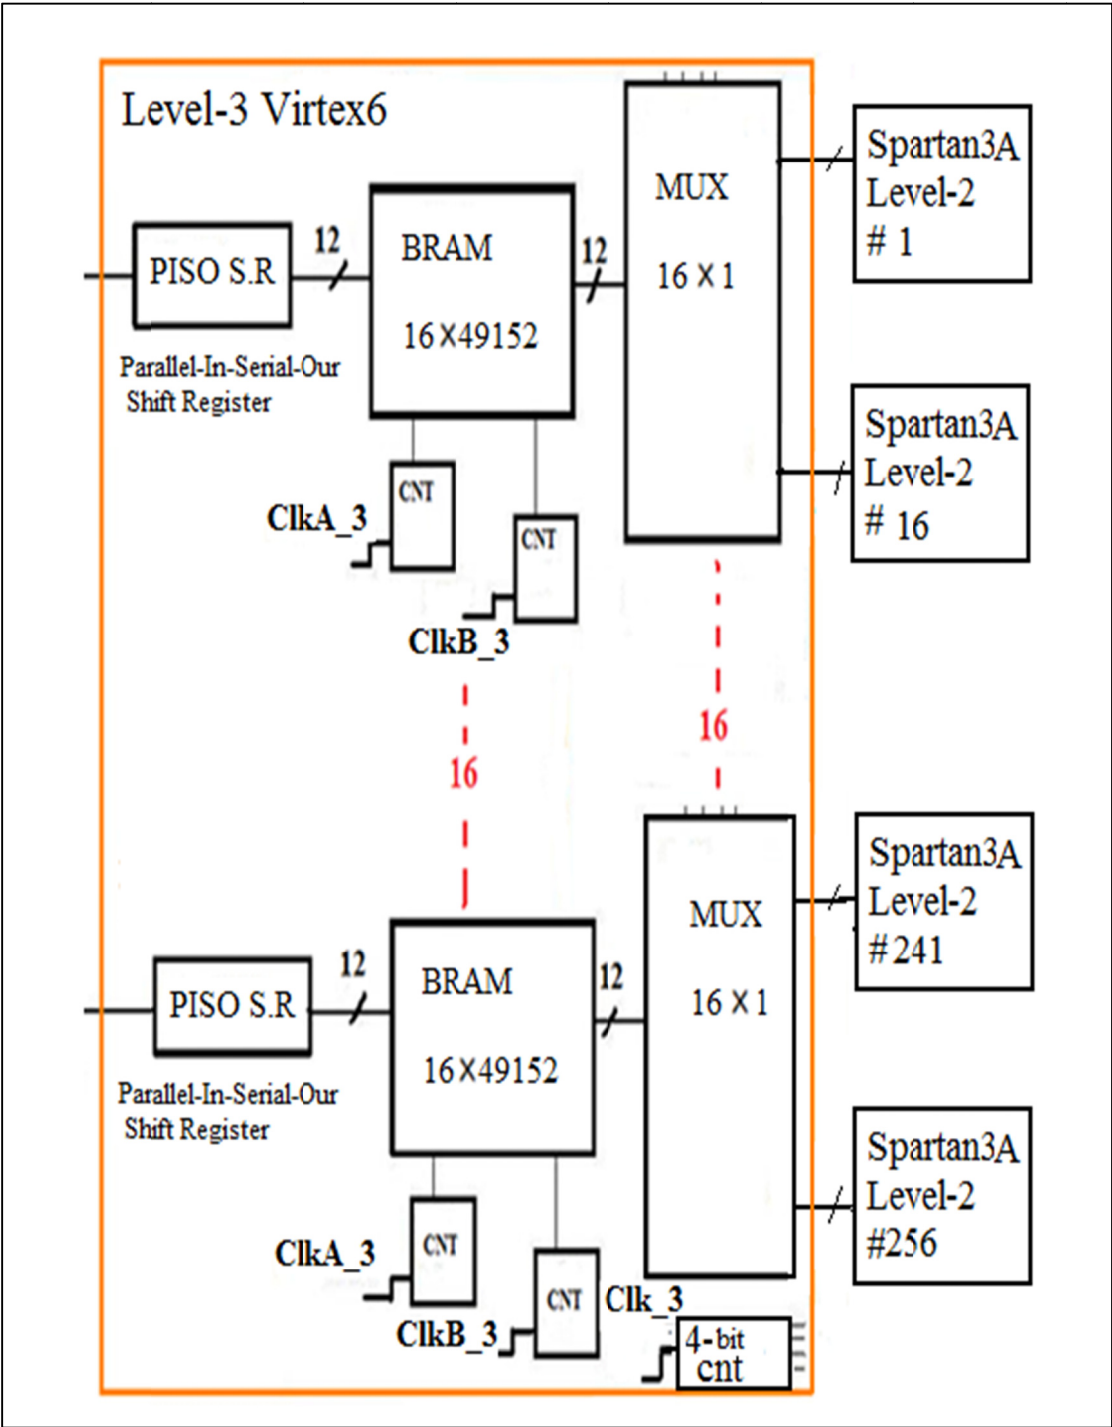 Level-3 Virtex6
PISO S.R
Parallel-In-Serial-Our
Shift Register
12
BRAM
16×49152
12
MUX
16×1
Spartan3A
Level-2
# 1
Spartan3A
Level-2
# 16
CNT
ClkA_3
CNT
ClkB_3
16
16
PISO S.R
Parallel-In-Serial-Our
Shift Register
12
BRAM
16×49152
12
MUX
16×1
Spartan3A
Level-2
#241
Spartan3A
Level-2
#256
CNT
ClkA_3
CNT
ClkB_3
Clk_3
4-bit
cnt